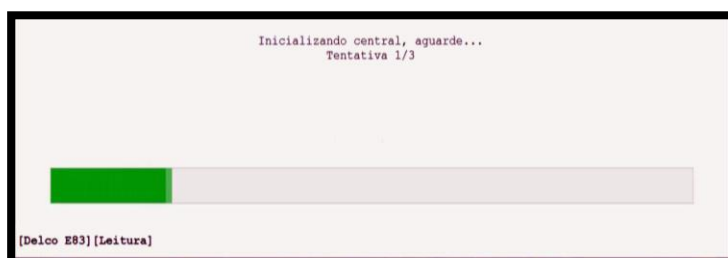 Inicializando central, aguarde...
Tentativa 1/3
[Delco E83][Leitura]